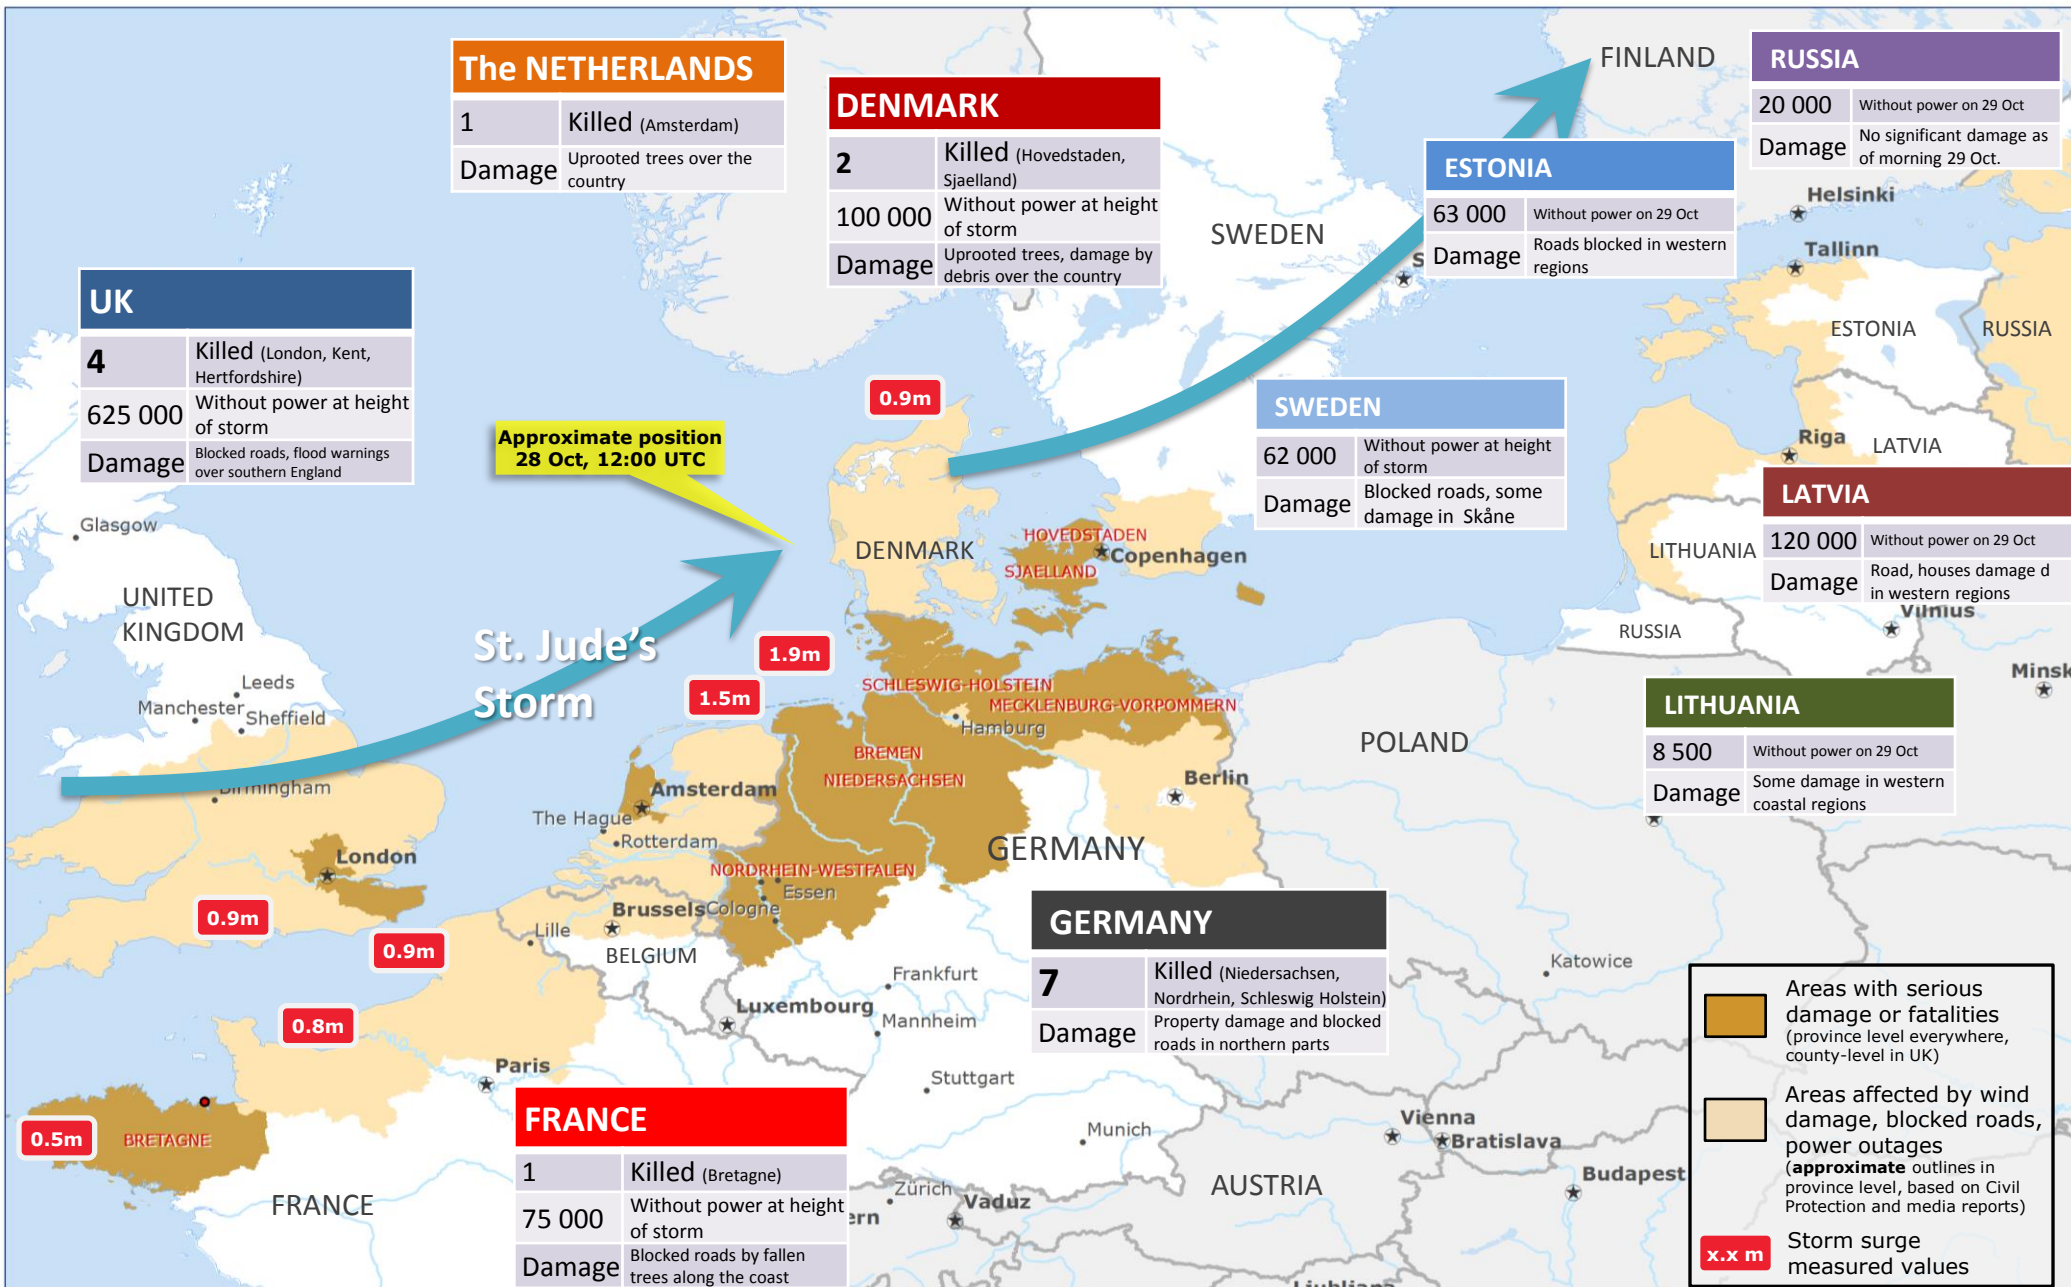 The NETHERLANDS
1 Killed (Amsterdam)
Damage Uprooted trees over the
country
DENMARK
2 Killed (Hovedstaden,
Sjaelland)
100 000 Without power at height
of storm
Damage Uprooted trees, damage by
debris over the country
FINLAND
RUSSIA
20 000 Without power on 29 Oct
Damage No significant damage as
of morning 29 Oct.
ESTONIA
63 000 Without power on 29 Oct
Damage Roads blocked in western
regions
Helsinki
Tallinn
SWEDEN
S
ESTONIA
RUSSIA
UK
4 Killed (London, Kent,
Hertfordshire)
625 000 Without power at height
of storm
Damage Blocked roads, flood warnings
over southern England
0.9m
Approximate position
28 Oct, 12:00 UTC
SWEDEN
62 000 Without power at height
of storm
Damage Blocked roads, some
damage in Skåne
Riga
LATVIA
LATVIA
120 000 Without power on 29 Oct
Damage Road, houses damage d
in western regions
Glasgow
DENMARK
HOVEDSTADEN
Copenhagen
SJAELLAND
LITHUANIA
UNITED
KINGDOM
RUSSIA
Vilnius
St. Jude's
Storm
1.9m
1.5m
Minsk
Leeds
Manchester
Sheffield
SCHLESWIG-HOLSTEIN
MECKLENBURG-VORPOMMERN
Hamburg
LITHUANIA
8 500 Without power on 29 Oct
Damage Some damage in western
coastal regions
POLAND
BREMEN
NIEDERSACHSEN
Berlin
Birmingham
Amsterdam
The Hague
Rotterdam
London
GERMANY
NORDRHEIN-WESTFALEN
Essen
Cologne
Brussels
0.9m
0.9m
Lille
BELGIUM
GERMANY
7 Killed (Niedersachsen,
Nordrhein, Schleswig Holstein)
Damage Property damage and blocked
roads in northern parts
Katowice
Frankfurt
Luxembourg
Mannheim
0.8m
Paris
Stuttgart
Munich
0.5m
BRETAGNE
FRANCE
FRANCE
1 Killed (Bretagne)
75 000 Without power at height
of storm
Damage Blocked roads by fallen
trees along the coast
Zürich
ern
Vaduz
AUSTRIA
Vienna
Bratislava
Budapest
Ljubljana
Areas with serious
damage or fatalities
(province level everywhere,
county-level in UK)
Areas affected by wind
damage, blocked roads,
power outages
(approximate outlines in
province level, based on Civil
Protection and media reports)
x.x m Storm surge
measured values